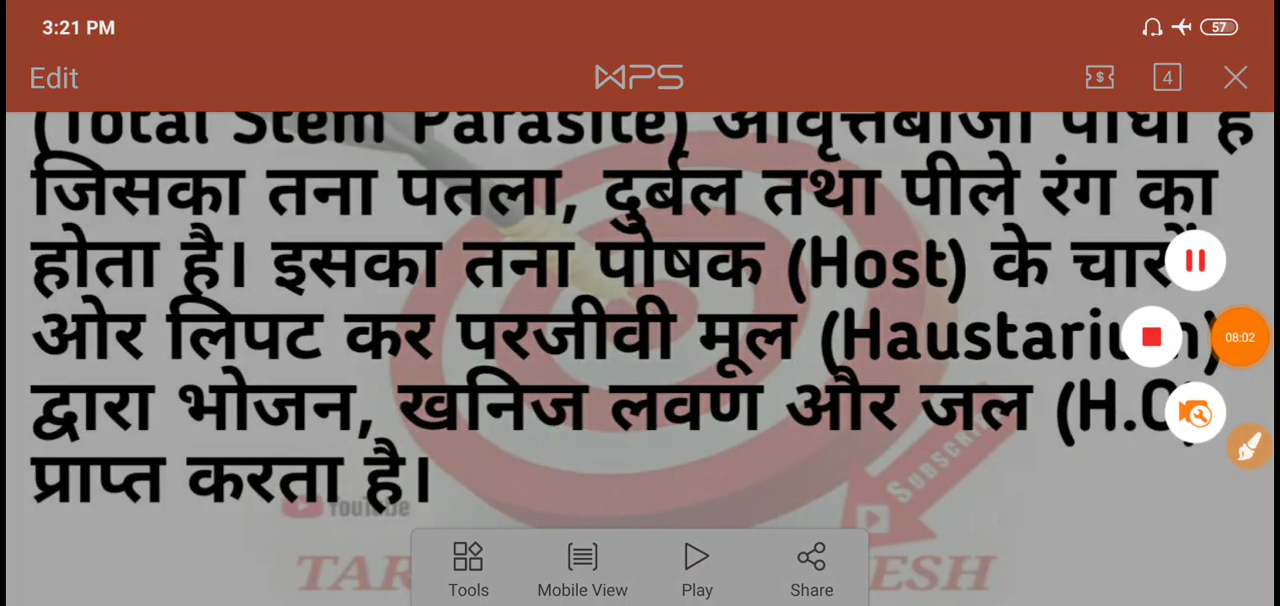 3:21 PM
57
Edit
WPS
4
(Total Stem Parasite) आवृत्तबीजी पौधा है
जिसका तना पतला, दुर्बल तथा पीले रंग का
होता है। इसका तना पोषक (Host) के चारों
08:02
ओर लिपट कर परजीवी मूल (Haustarium)
द्वारा भोजन, खनिज लवण और जल (H.O)
प्राप्त करता है।
SUBSCRIBE
YouTube
Tools
Mobile View
Play
Share